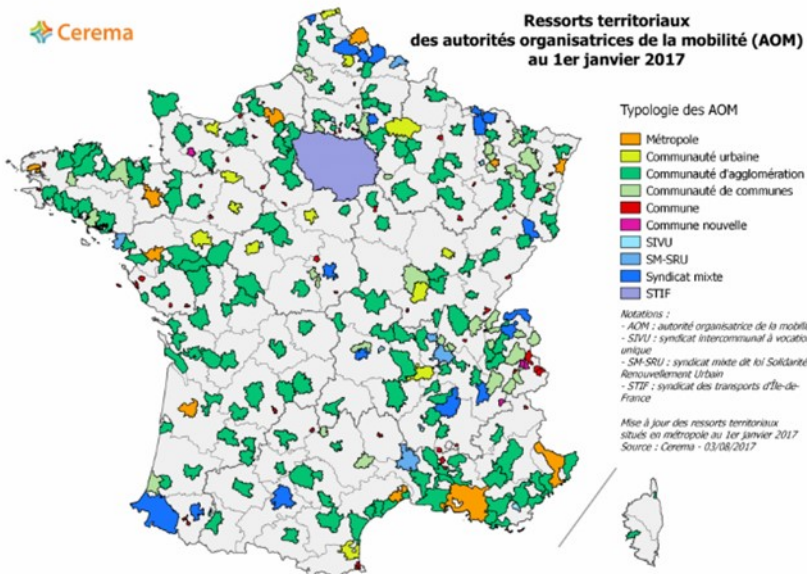 Cerema
Ressorts territoriaux
des autorités organisatrices de la mobilité (AOM)
au 1er janvier 2017
Typologie des AOM
Métropole
Communauté urbaine
Communauté d'agglomération
Communauté de communes
Commune
Commune nouvelle
SIVU
SM-SRU
Syndicat mixte
STIF
Notations :
- AOM : autorité organisatrice de la mobilité
- SIVU : syndicat intercommunal à vocation
unique
- SM-SRU : syndicat mixte dit loi Solidarité
Renouvellement Urbain
- STIF : syndicat des transports d'Île-de-
France
Mise à jour des ressorts territoriaux
situés en métropole au 1er janvier 2017
Source : Cerema - 03/08/2017